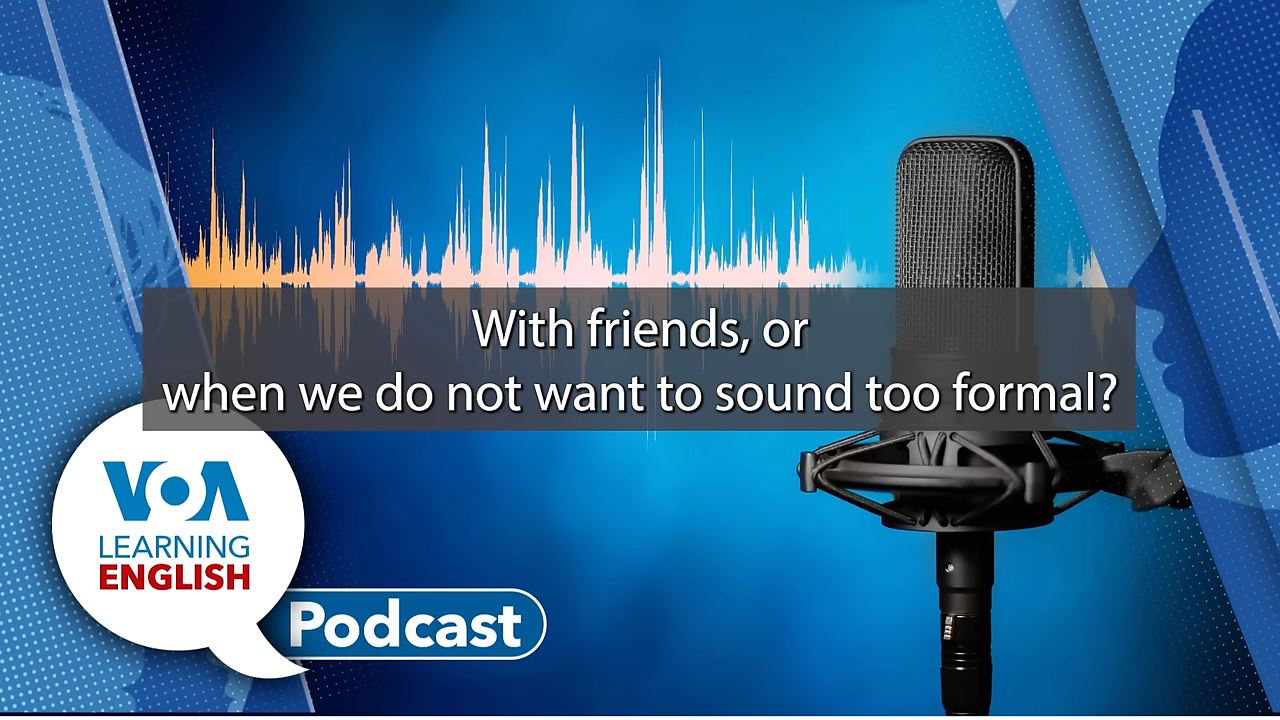 With friends, or
when we do not want to sound too formal?
VOA
LEARNING
ENGLISH
Podcast